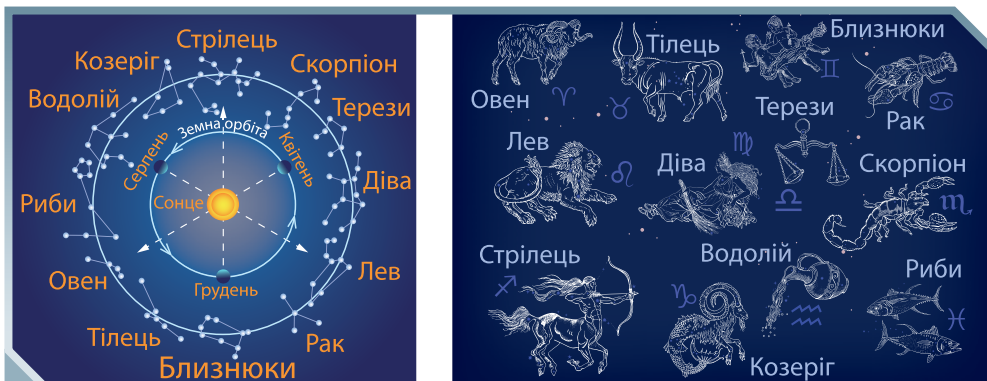 Стрілець
Козеріг
Скорпіон
Водолій
Терези
Земна орбіта
Серпень
Квітень
Діва
Риби
Сонце
Овен
Лев
Грудень
Тілець
Рак
Близнюки
Близнюки
Тілець
Овен
Терези
Рак
Лев
Діва
Скорпіон
Стрілець
Водолій
Риби
Козеріг